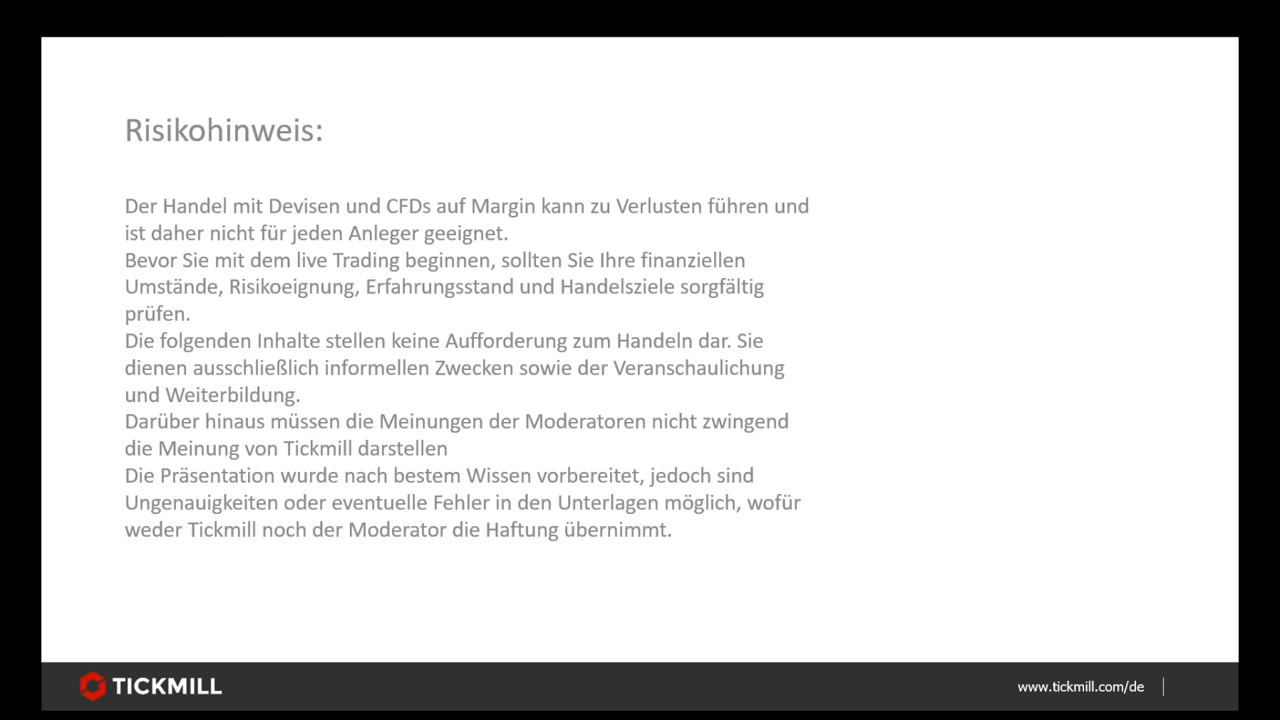 Risikohinweis:
Der Handel mit Devisen und CFDs auf Margin kann zu Verlusten führen und
ist daher nicht für jeden Anleger geeignet.
Bevor Sie mit dem live Trading beginnen, sollten Sie Ihre finanziellen
Umstände, Risikoeignung, Erfahrungsstand und Handelsziele sorgfältig
prüfen.
Die folgenden Inhalte stellen keine Aufforderung zum Handeln dar. Sie
dienen ausschließlich informellen Zwecken sowie der Veranschaulichung
und Weiterbildung.
Darüber hinaus müssen die Meinungen der Moderatoren nicht zwingend
die Meinung von Tickmill darstellen
Die Präsentation wurde nach bestem Wissen vorbereitet, jedoch sind
Ungenauigkeiten oder eventuelle Fehler in den Unterlagen möglich, wofür
weder Tickmill noch der Moderator die Haftung übernimmt.
TICKMILL
www.tickmill.com/de